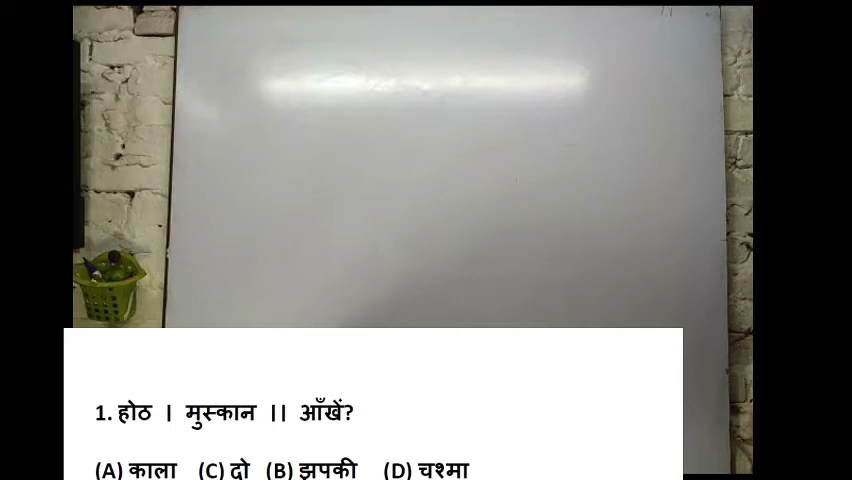 1. होठ । मुस्कान ।। आँखें?
(A) काला (C) दो (B) झपकी (D) चश्मा